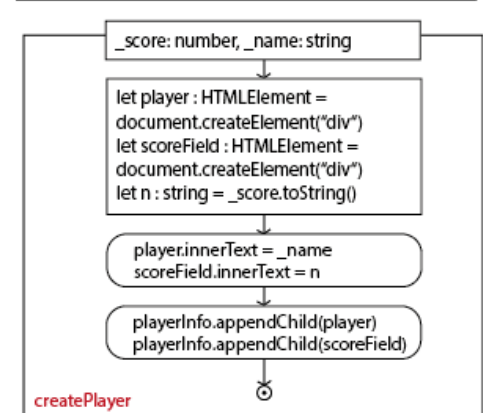 _score: number, _name: string
let player : HTMLElement =
document.createElement(“div“)
let scoreField : HTMLElement =
document.createElement(“div“)
let n : string = _score.toString()
player.innerText = _name
scoreField.innerText = n
playerInfo.appendChild(player)
playerInfo.appendChild(scoreField)
createPlayer